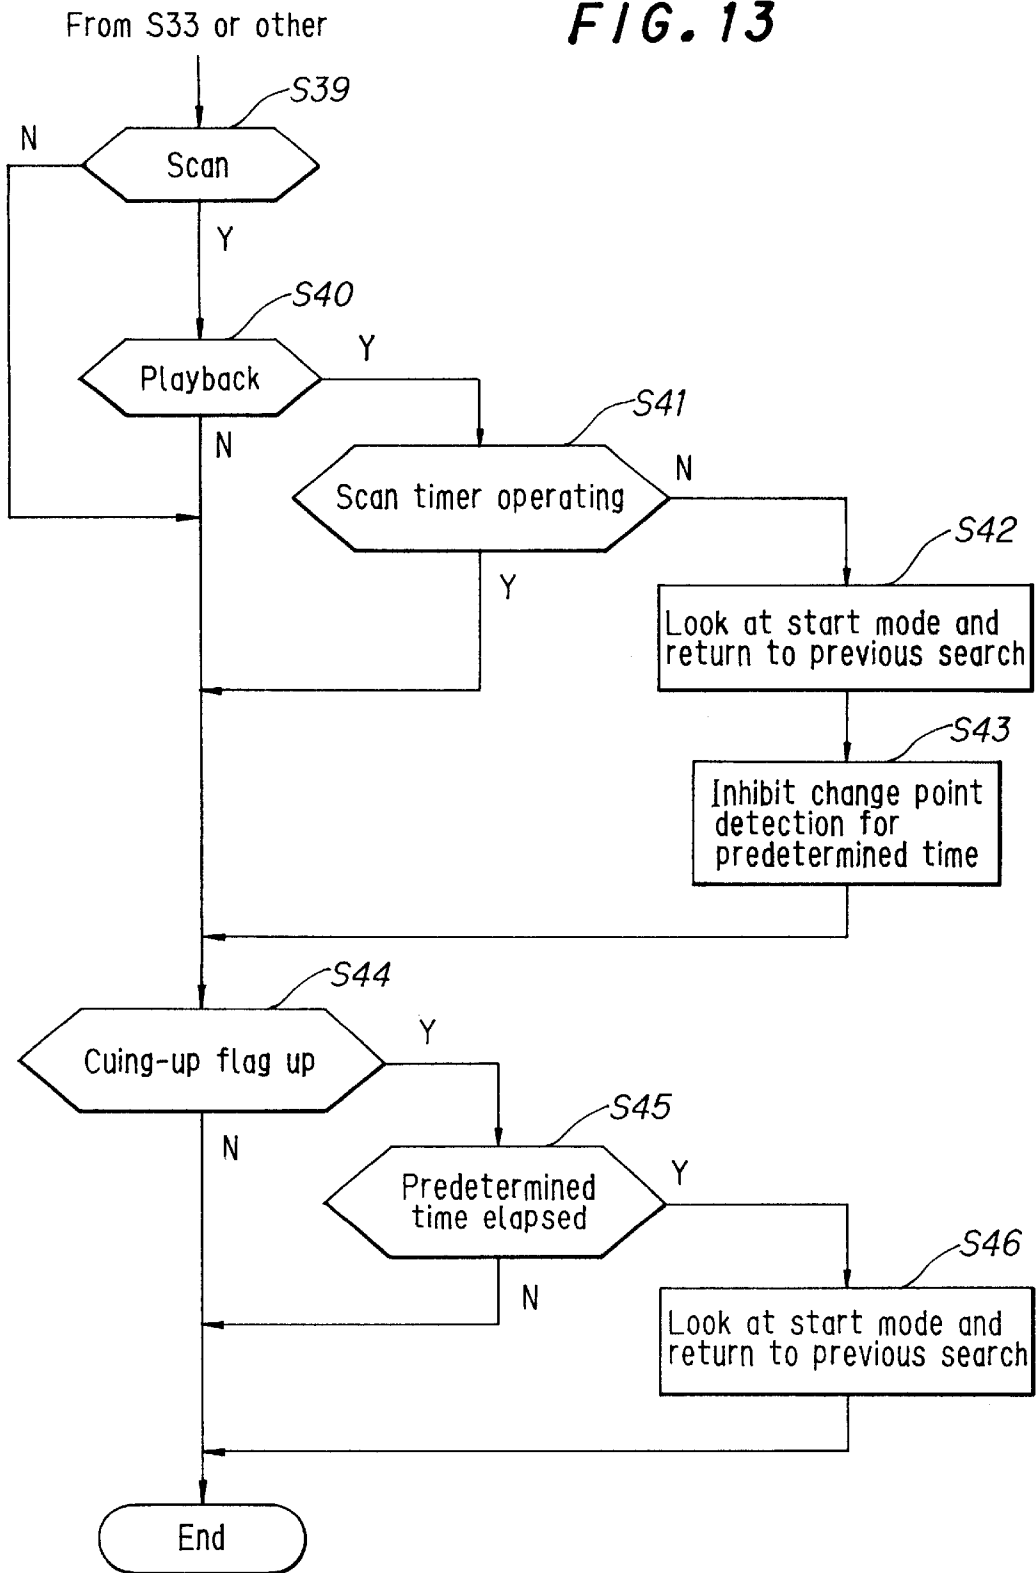 From S33 or other
FIG. 13
S39
N
Scan
Y
S40
Y
Playback
N
S41
N
Scan timer operating
Y
S42
Look at start mode and
return to previous search
S43
Inhibit change point
detection for
predetermined time
S44
Y
Cuing-up flag up
N
S45
Y
Predetermined
time elapsed
N
S46
Look at start mode and
return to previous search
End